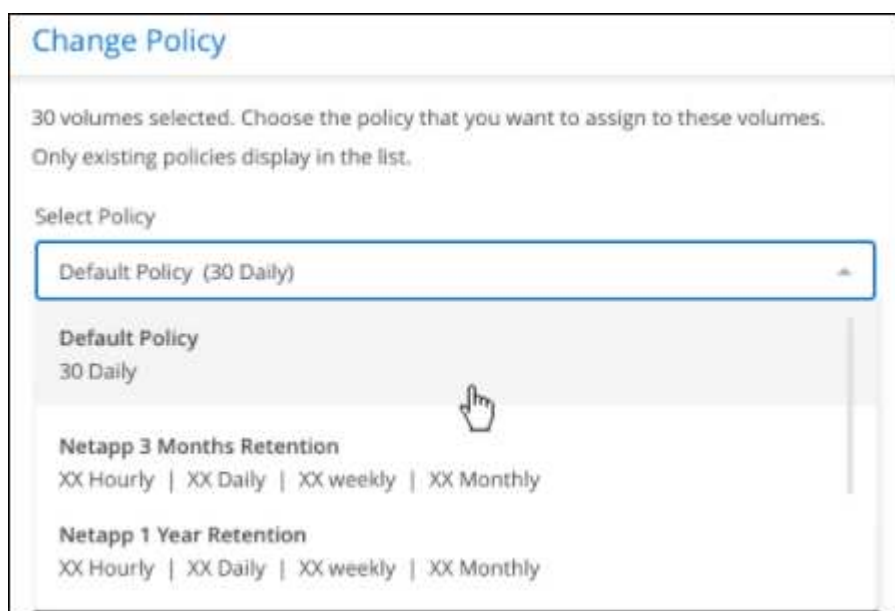 Change Policy
30 volumes selected. Choose the policy that you want to assign to these volumes.
Only existing policies display in the list.
Select Policy
Default Policy (30 Daily)
Default Policy
30 Daily
Netapp 3 Months Retention
XX Hourly | XX Daily | XX weekly | XX Monthly
Netapp 1 Year Retention
XX Hourly | XX Daily | XX weekly | XX Monthly